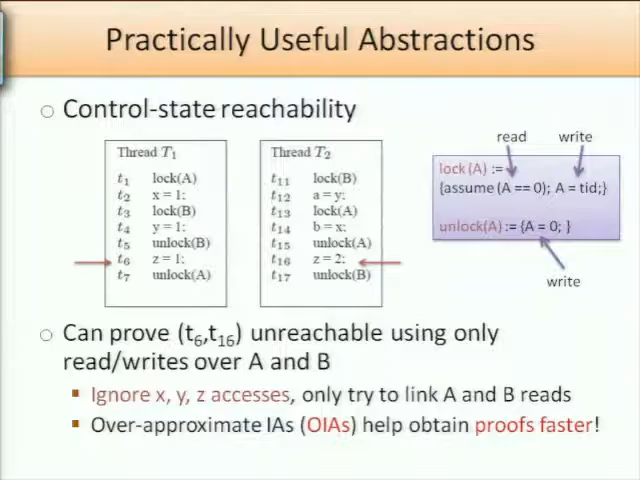 Practically Useful Abstractions
Control-state reachability
Thread T1
t1 lock(A)
t2 x = 1;
t3 lock(B)
t4 y = 1;
t5 unlock(B)
t6 z = 1;
t7 unlock(A)
Thread T2
t11 lock(B)
t12 a = y;
t13 lock(A)
t14 b = x;
t15 unlock(A)
t16 z = 2;
t17 unlock(B)
read write
lock(A) :=
{assume (A == 0); A = tid;}
unlock(A) := {A = 0; }
write
Can prove (t6,t16) unreachable using only
read/writes over A and B
Ignore x, y, z accesses, only try to link A and B reads
Over-approximate IAs (OIAs) help obtain proofs faster!